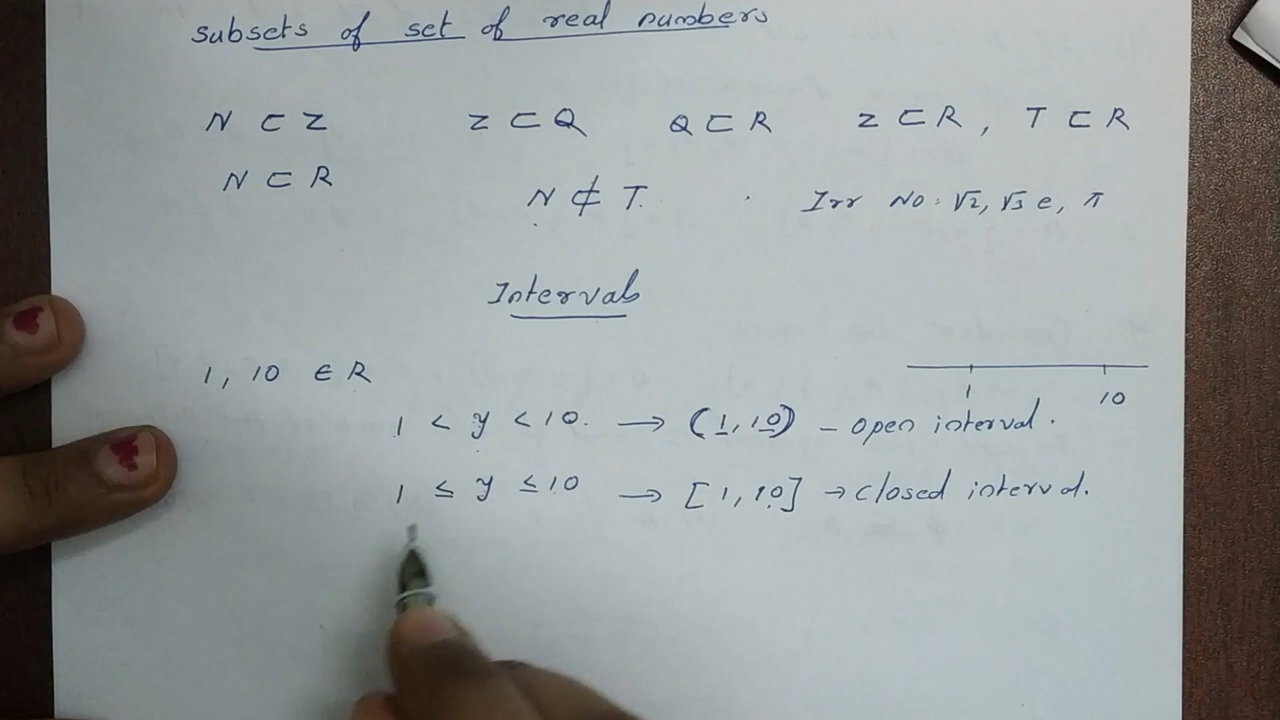 subsets of set of real numbers
N ⊂ Z Z ⊂ Q Q ⊂ R Z ⊂ R, T ⊂ R
N ⊂ R N ⊄ T. Irr No: √2, √3 e, π
Intervals
1, 10 ∈ R 1 10
1 < y < 10. → (1, 10) - open interval.
1 ≤ y ≤ 10 → [1, 10] → closed interval.